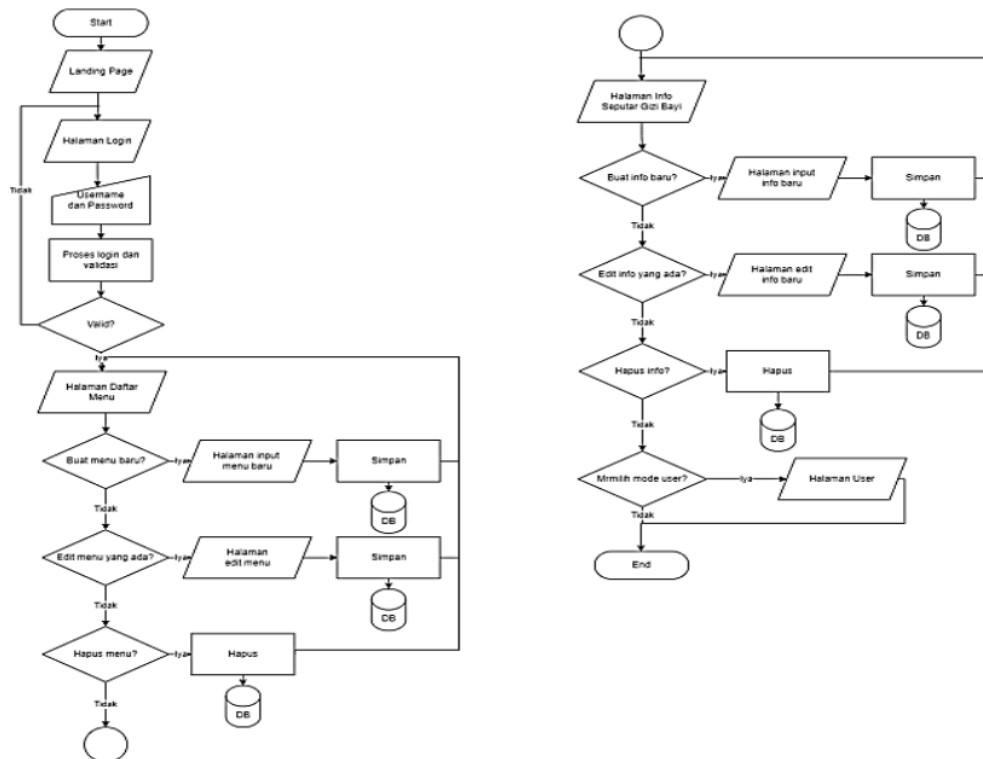 Start
Landing Page
Halaman Login
Tidak
Username
dan Password
Proses login dan
validasi
Valid?
Iya
Halaman Daftar
Menu
Buat menu baru?
Iya
Halaman input
menu baru
Simpan
DB
Tidak
Edit menu yang ada?
Iya
Halaman
edit menu
Simpan
DB
Tidak
Hapus menu?
Iya
Hapus
DB
Tidak
Halaman Info
Seputar Gizi Bayi
Buat info baru?
Iya
Halaman input
info baru
Simpan
DB
Tidak
Edit info yang ada?
Iya
Halaman edit
info baru
Simpan
DB
Tidak
Hapus info?
Iya
Hapus
DB
Tidak
Mrmilih mode user?
Iya
Halaman User
Tidak
End